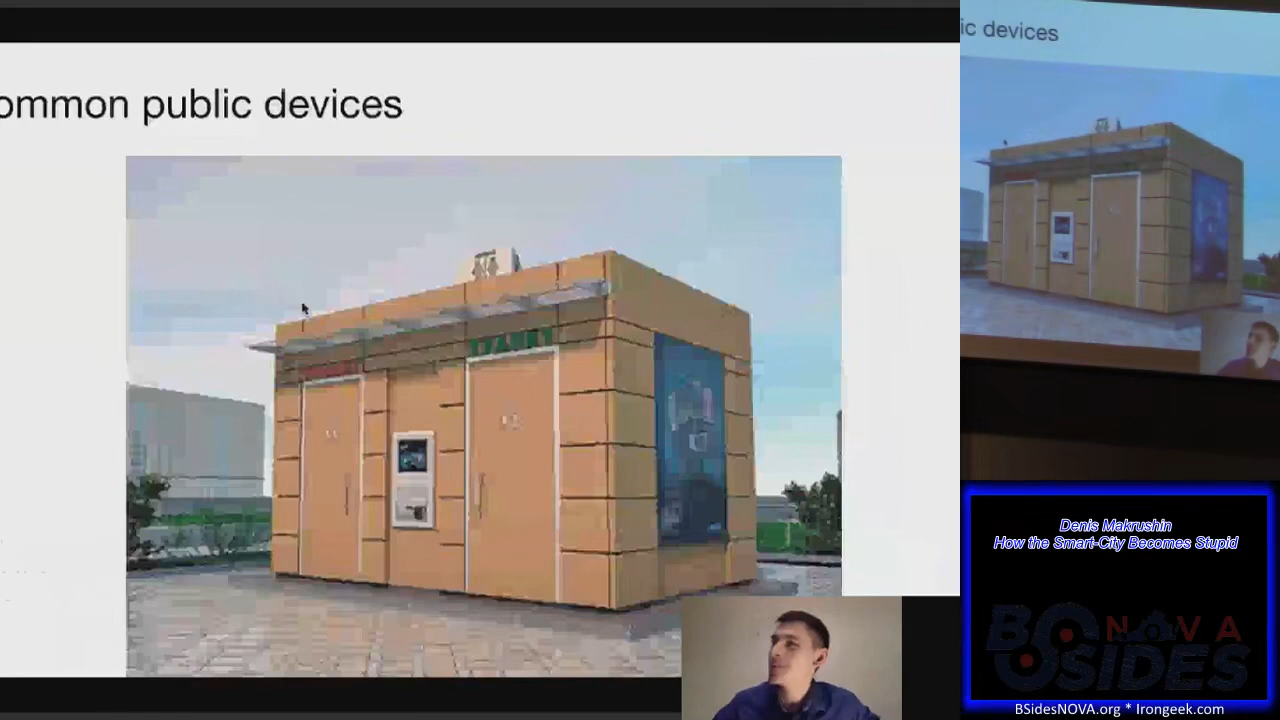 ommon public devices
ic devices
ТУАЛЕТ
Denis Makrushin
How the Smart-City Becomes Stupid
BSIDES NOVA
BSidesNOVA.org * Irongeek.com